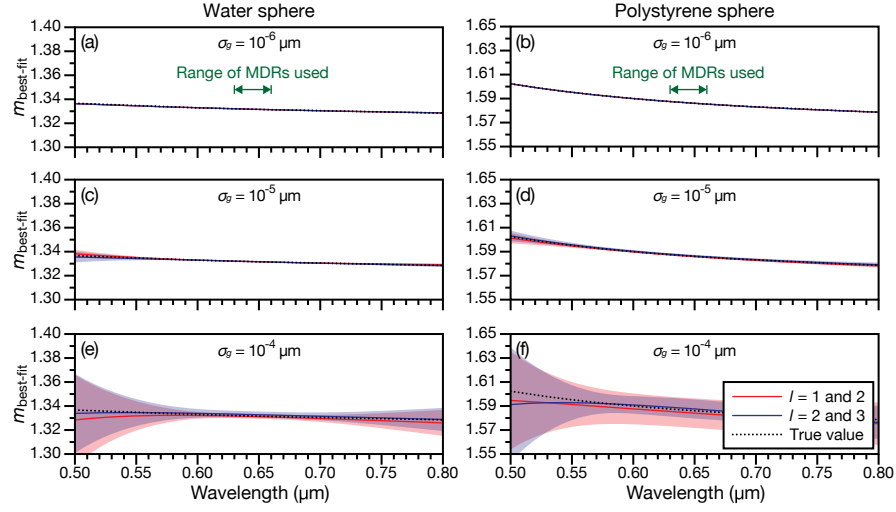 Water sphere
Polystyrene sphere
1.40
1.38
1.36
1.34
1.32
1.30
m_best-fit
(a)
σg = 10⁻⁶ µm
Range of MDRs used
1.65
1.63
1.61
1.59
1.57
1.55
m_best-fit
(b)
σg = 10⁻⁶ µm
Range of MDRs used
1.40
1.38
1.36
1.34
1.32
1.30
m_best-fit
(c)
σg = 10⁻⁵ µm
1.65
1.63
1.61
1.59
1.57
1.55
m_best-fit
(d)
σg = 10⁻⁵ µm
1.40
1.38
1.36
1.34
1.32
1.30
m_best-fit
(e)
σg = 10⁻⁴ µm
0.50 0.55 0.60 0.65 0.70 0.75 0.80
Wavelength (µm)
1.65
1.63
1.61
1.59
1.57
1.55
m_best-fit
(f)
σg = 10⁻⁴ µm
l = 1 and 2
l = 2 and 3
True value
0.50 0.55 0.60 0.65 0.70 0.75 0.80
Wavelength (µm)